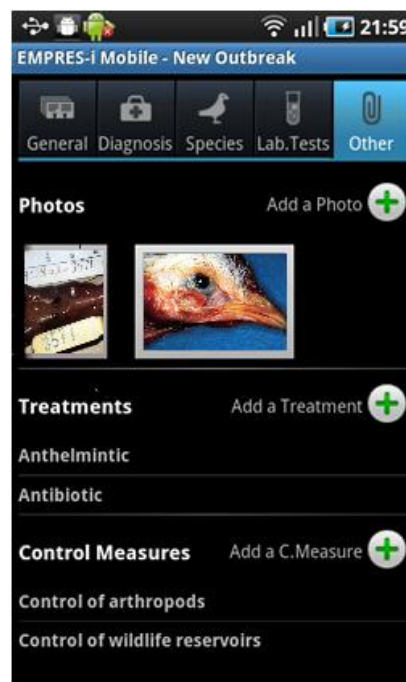 21:59
EMPRES-i Mobile - New Outbreak
General Diagnosis Species Lab.Tests Other
Photos Add a Photo
Treatments Add a Treatment
Anthelmintic
Antibiotic
Control Measures Add a C.Measure
Control of arthropods
Control of wildlife reservoirs